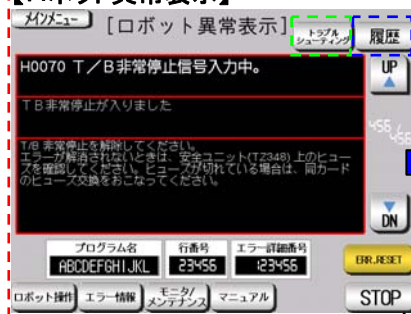 メインメニュー [ロボット異常表示] トラブル
シューティング 履歴
H0070 T／B非常停止信号入力中。 UP
TB非常停止が入りました
T/B 非常停止を解除してください。
エラーが解消されないときは、安全ユニット(TZ348) 上のヒュー
ズを確認してください。ヒューズが切れている場合は、同カード
のヒューズ交換をおこなってください。
456/456
DN
プログラム名 行番号 エラー詳細番号
ABCDEFGHIJKL 23456 123456 ERR.RESET
ロボット操作 エラー情報 モニタ/
メンテナンス マニュアル STOP